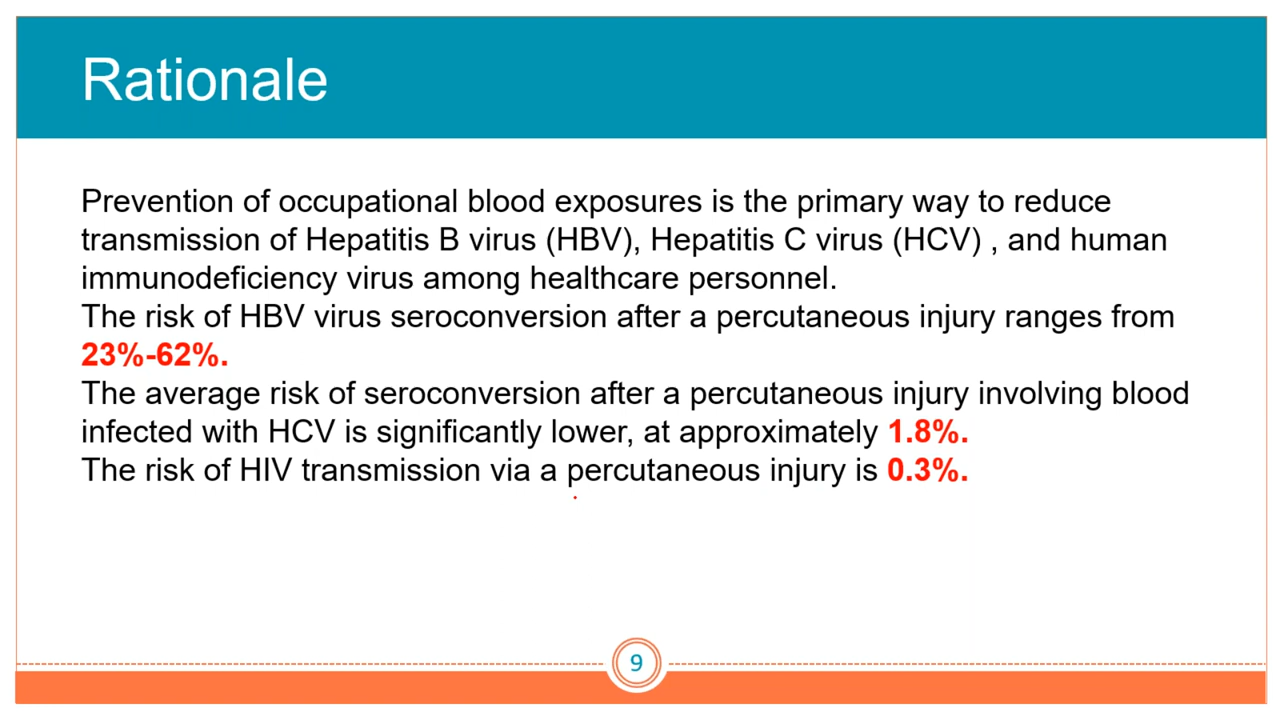 Rationale
Prevention of occupational blood exposures is the primary way to reduce
transmission of Hepatitis B virus (HBV), Hepatitis C virus (HCV) , and human
immunodeficiency virus among healthcare personnel.
The risk of HBV virus seroconversion after a percutaneous injury ranges from
23%-62%.
The average risk of seroconversion after a percutaneous injury involving blood
infected with HCV is significantly lower, at approximately 1.8%.
The risk of HIV transmission via a percutaneous injury is 0.3%.
9